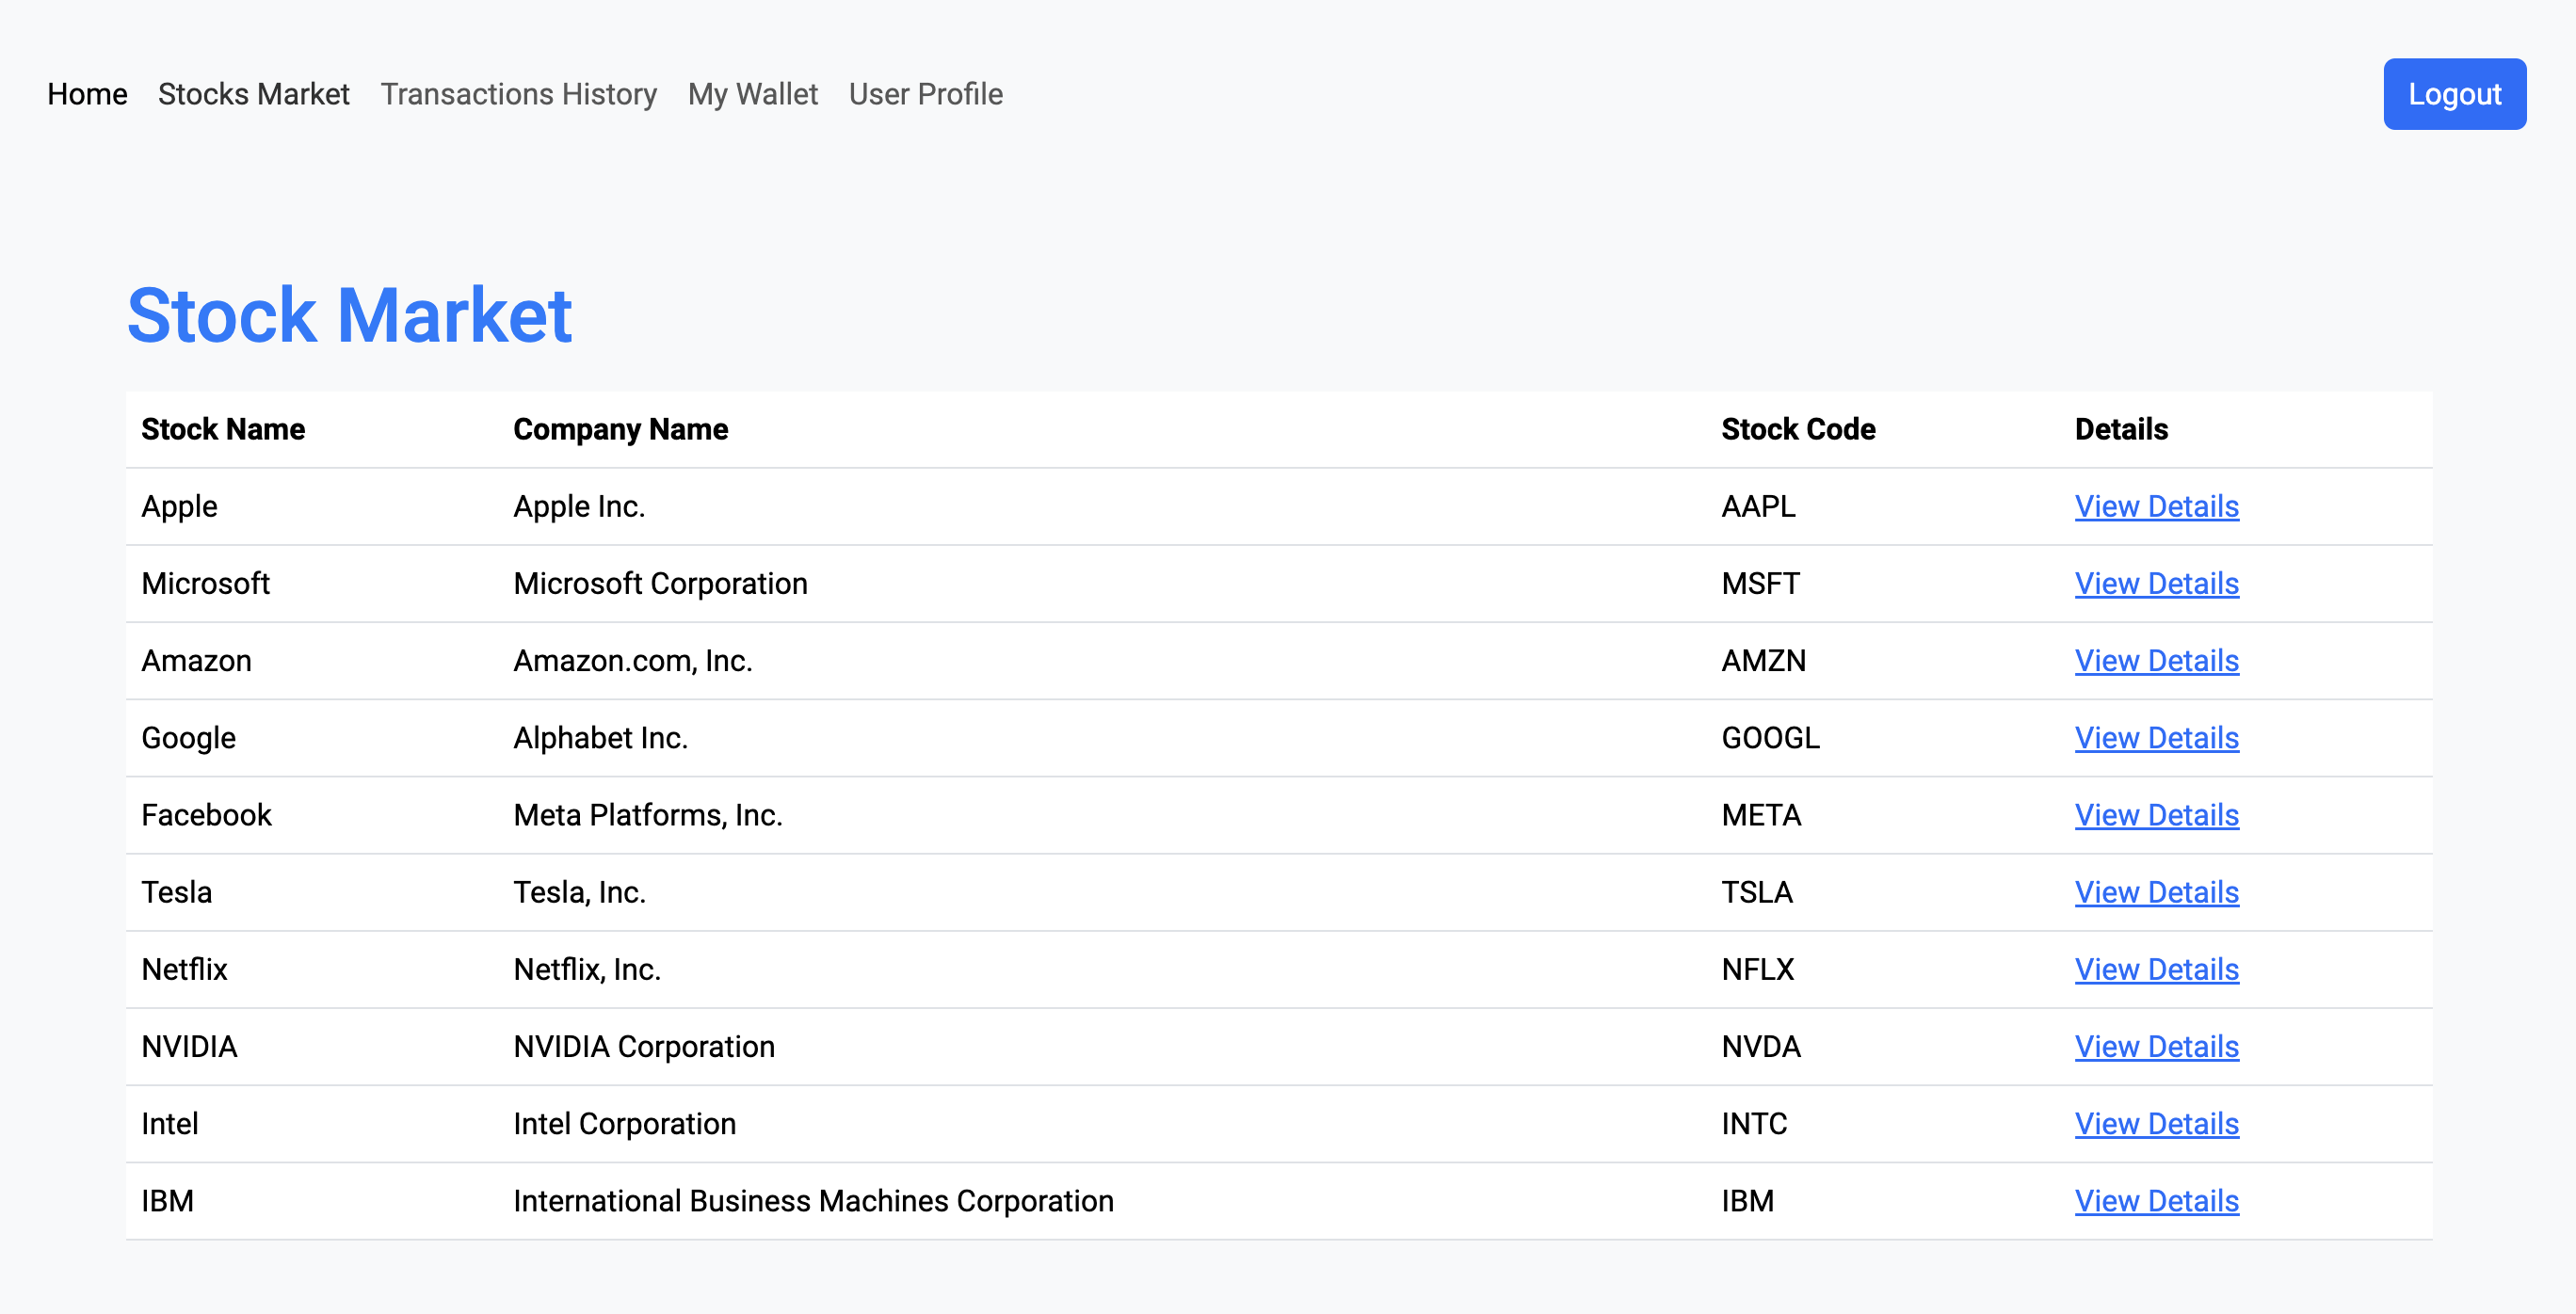 Home Stocks Market Transactions History My Wallet User Profile Logout
Stock Market
Stock Name Company Name Stock Code Details
Apple Apple Inc. AAPL View Details
Microsoft Microsoft Corporation MSFT View Details
Amazon Amazon.com, Inc. AMZN View Details
Google Alphabet Inc. GOOGL View Details
Facebook Meta Platforms, Inc. META View Details
Tesla Tesla, Inc. TSLA View Details
Netflix Netflix, Inc. NFLX View Details
NVIDIA NVIDIA Corporation NVDA View Details
Intel Intel Corporation INTC View Details
IBM International Business Machines Corporation IBM View Details